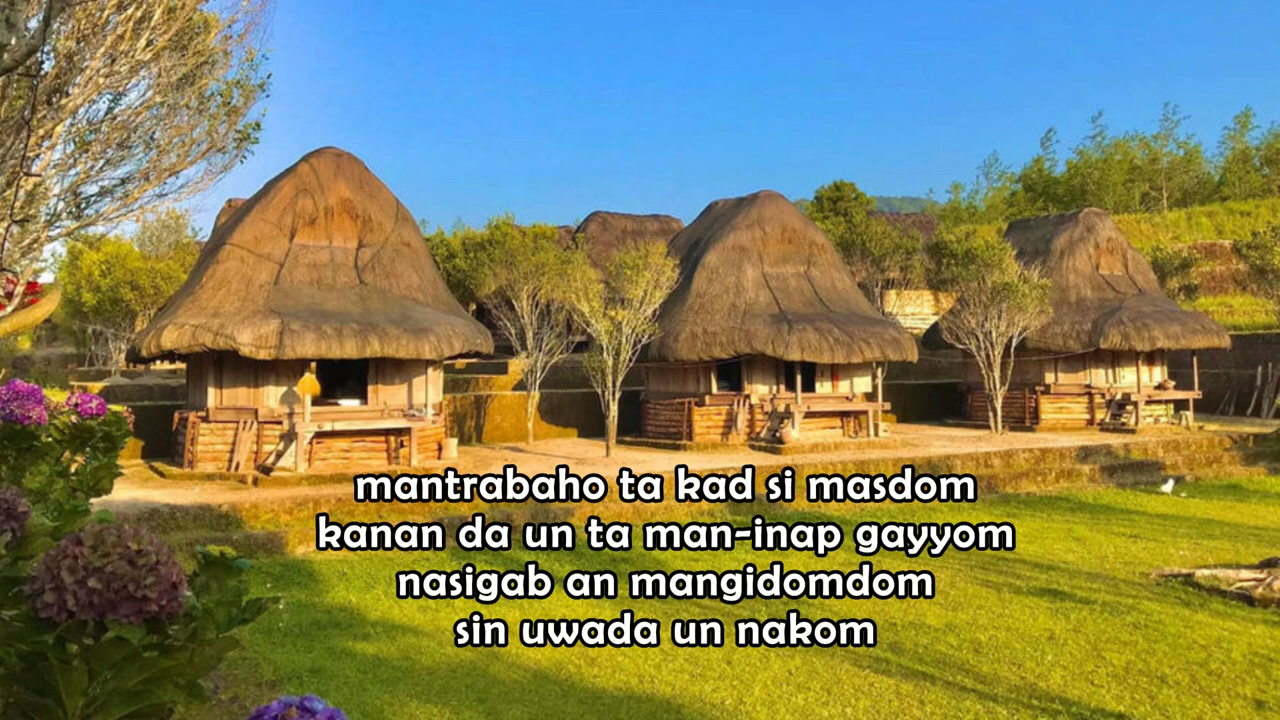 mantrabaho ta kad si masdom
kanan da un ta man-inap gayyom
nasigab an mangidomdom
sin uwada un nakom